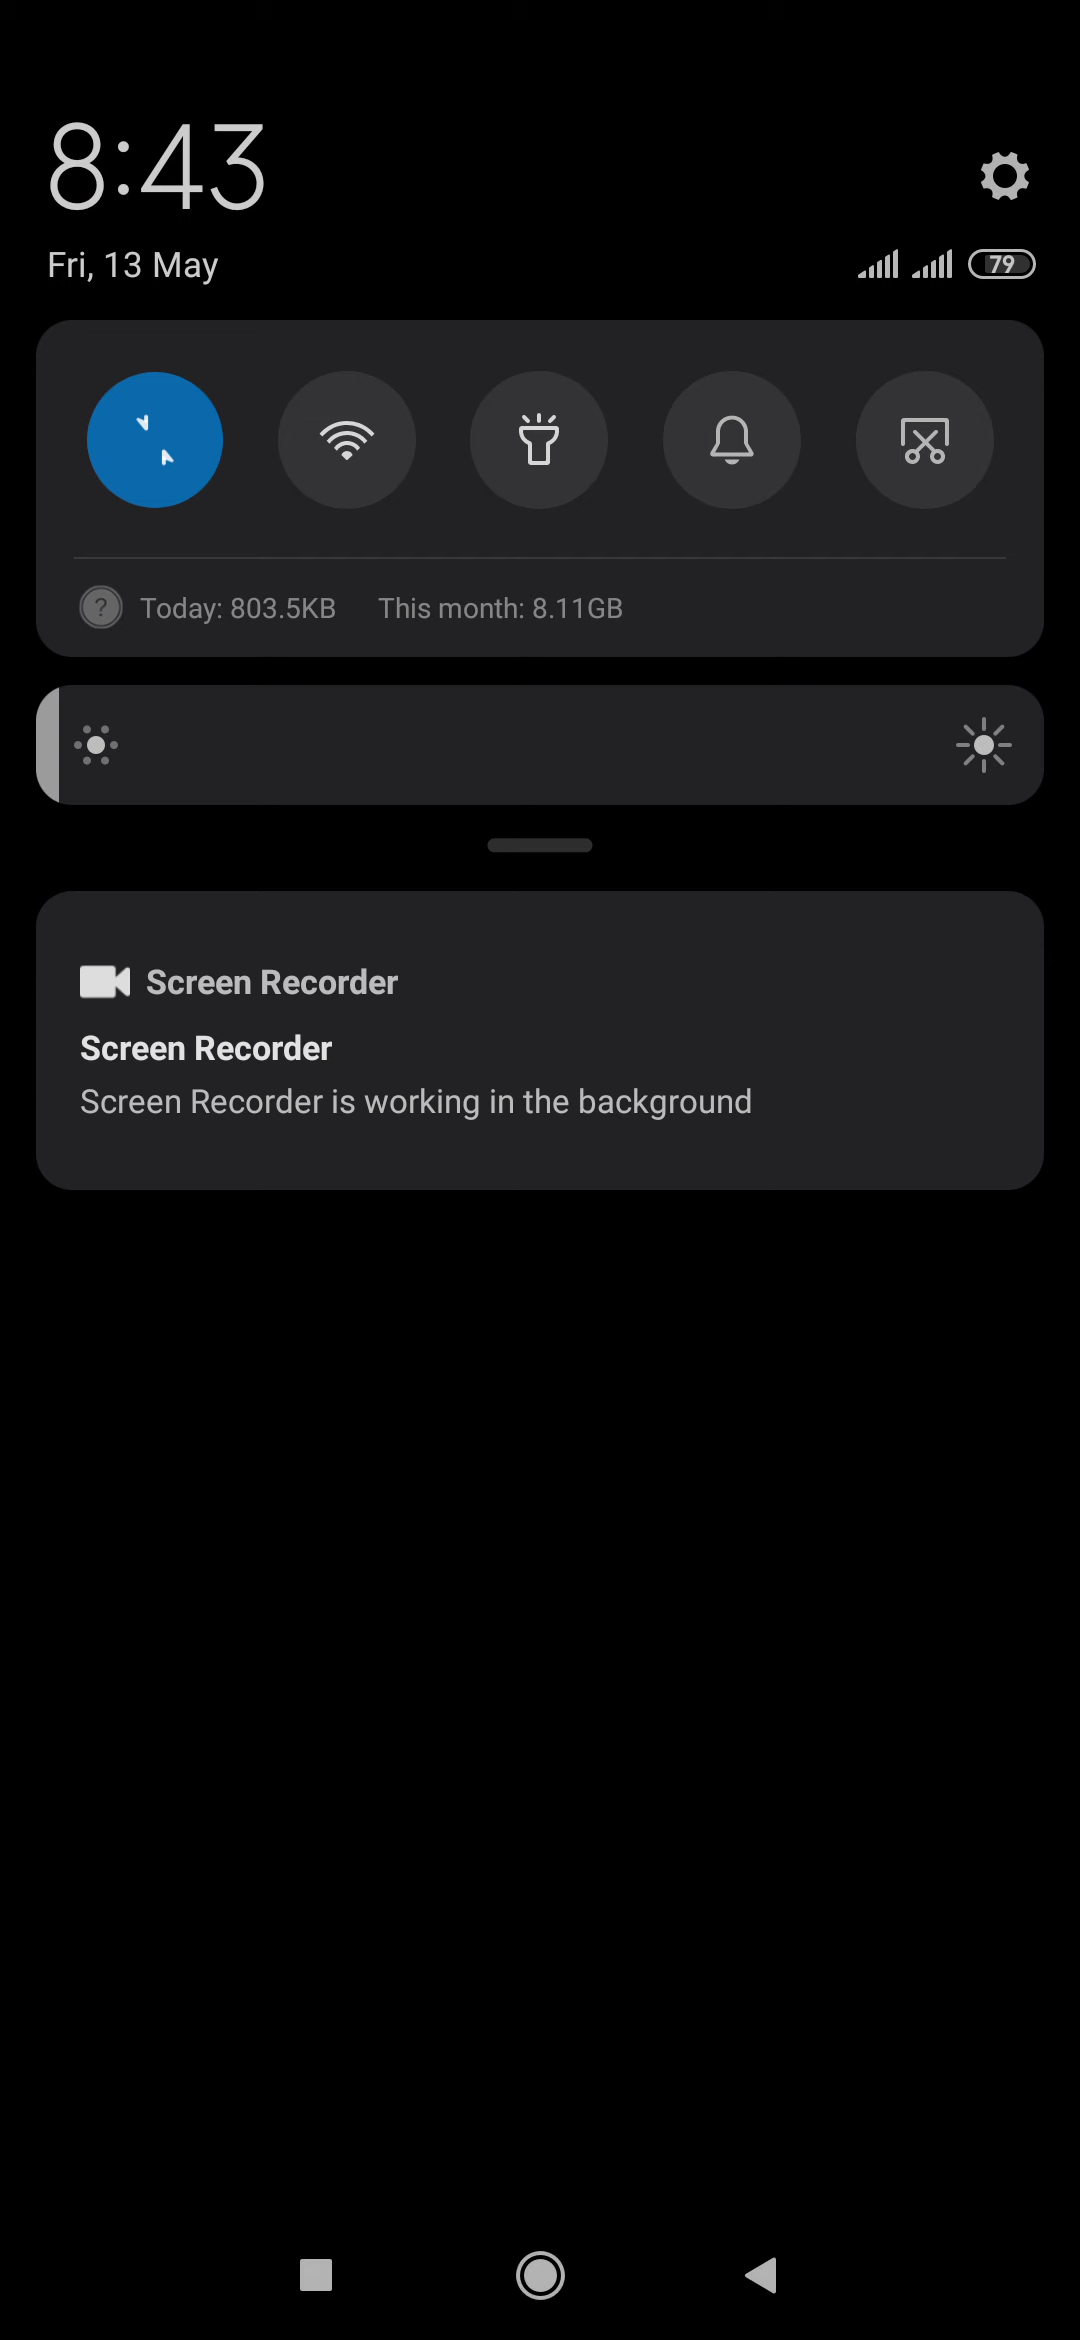 8:43
Fri, 13 May
79
? Today: 803.5KB This month: 8.11GB
Screen Recorder
Screen Recorder
Screen Recorder is working in the background